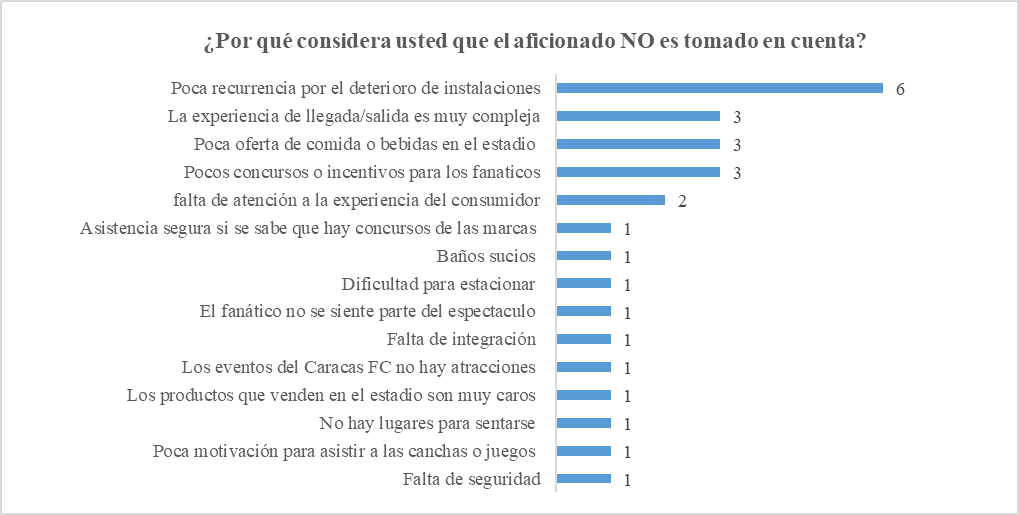 ¿Por qué considera usted que el aficionado NO es tomado en cuenta?
Poca recurrencia por el deterioro de instalaciones 6
La experiencia de llegada/salida es muy compleja 3
Poca oferta de comida o bebidas en el estadio 3
Pocos concursos o incentivos para los fanaticos 3
falta de atención a la experiencia del consumidor 2
Asistencia segura si se sabe que hay concursos de las marcas 1
Baños sucios 1
Dificultad para estacionar 1
El fanático no se siente parte del espectaculo 1
Falta de integración 1
Los eventos del Caracas FC no hay atracciones 1
Los productos que venden en el estadio son muy caros 1
No hay lugares para sentarse 1
Poca motivación para asistir a las canchas o juegos 1
Falta de seguridad 1